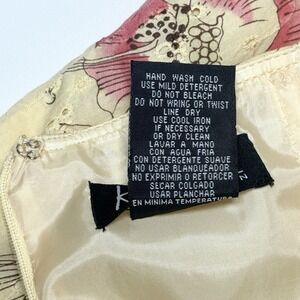 HAND WASH COLD
USE MILD DETERGENT
DO NOT BLEACH
DO NOT WRING OR TWIST
LINE DRY
USE COOL IRON
IF NECESSARY
OR DRY CLEAN
LAVAR A MANO
CON AGUA FRIA
CON DETERGENTE SUAVE
NO USAR BLANQUEADOR
NO EXPRIMIR O RETORCER
SECAR COLGADO
USAR PLANCHAR
EN MINIMA TEMPERATURA
K
12